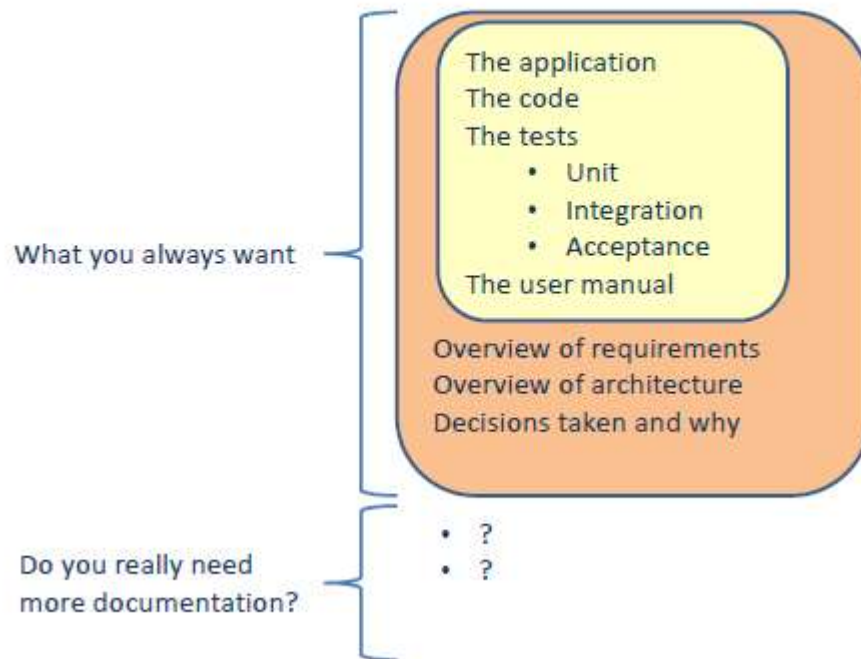 The application
The code
The tests
• Unit
• Integration
• Acceptance
The user manual
What you always want
Overview of requirements
Overview of architecture
Decisions taken and why
• ?
• ?
Do you really need
more documentation?